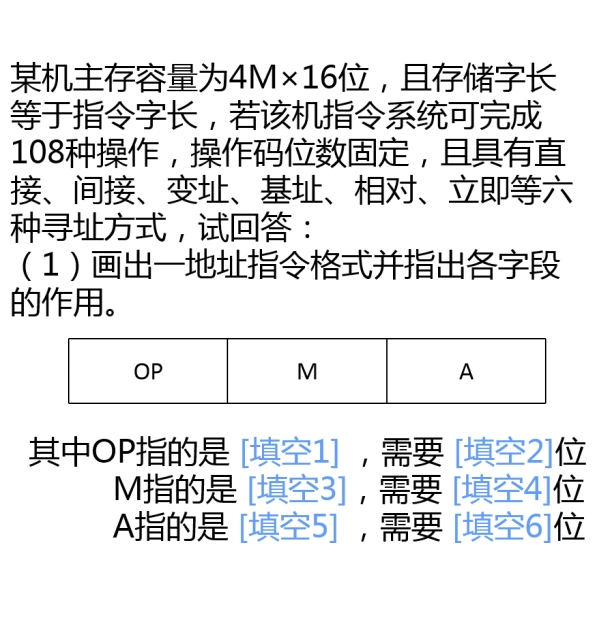 某机主存容量为4M×16位，且存储字长
等于指令字长，若该机指令系统可完成
108种操作，操作码位数固定，且具有直
接、间接、变址、基址、相对、立即等六
种寻址方式，试回答：
（1）画出一地址指令格式并指出各字段
的作用。
OP M A
其中OP指的是 [填空1] ，需要 [填空2]位
M指的是 [填空3]，需要 [填空4]位
A指的是 [填空5] ，需要 [填空6]位